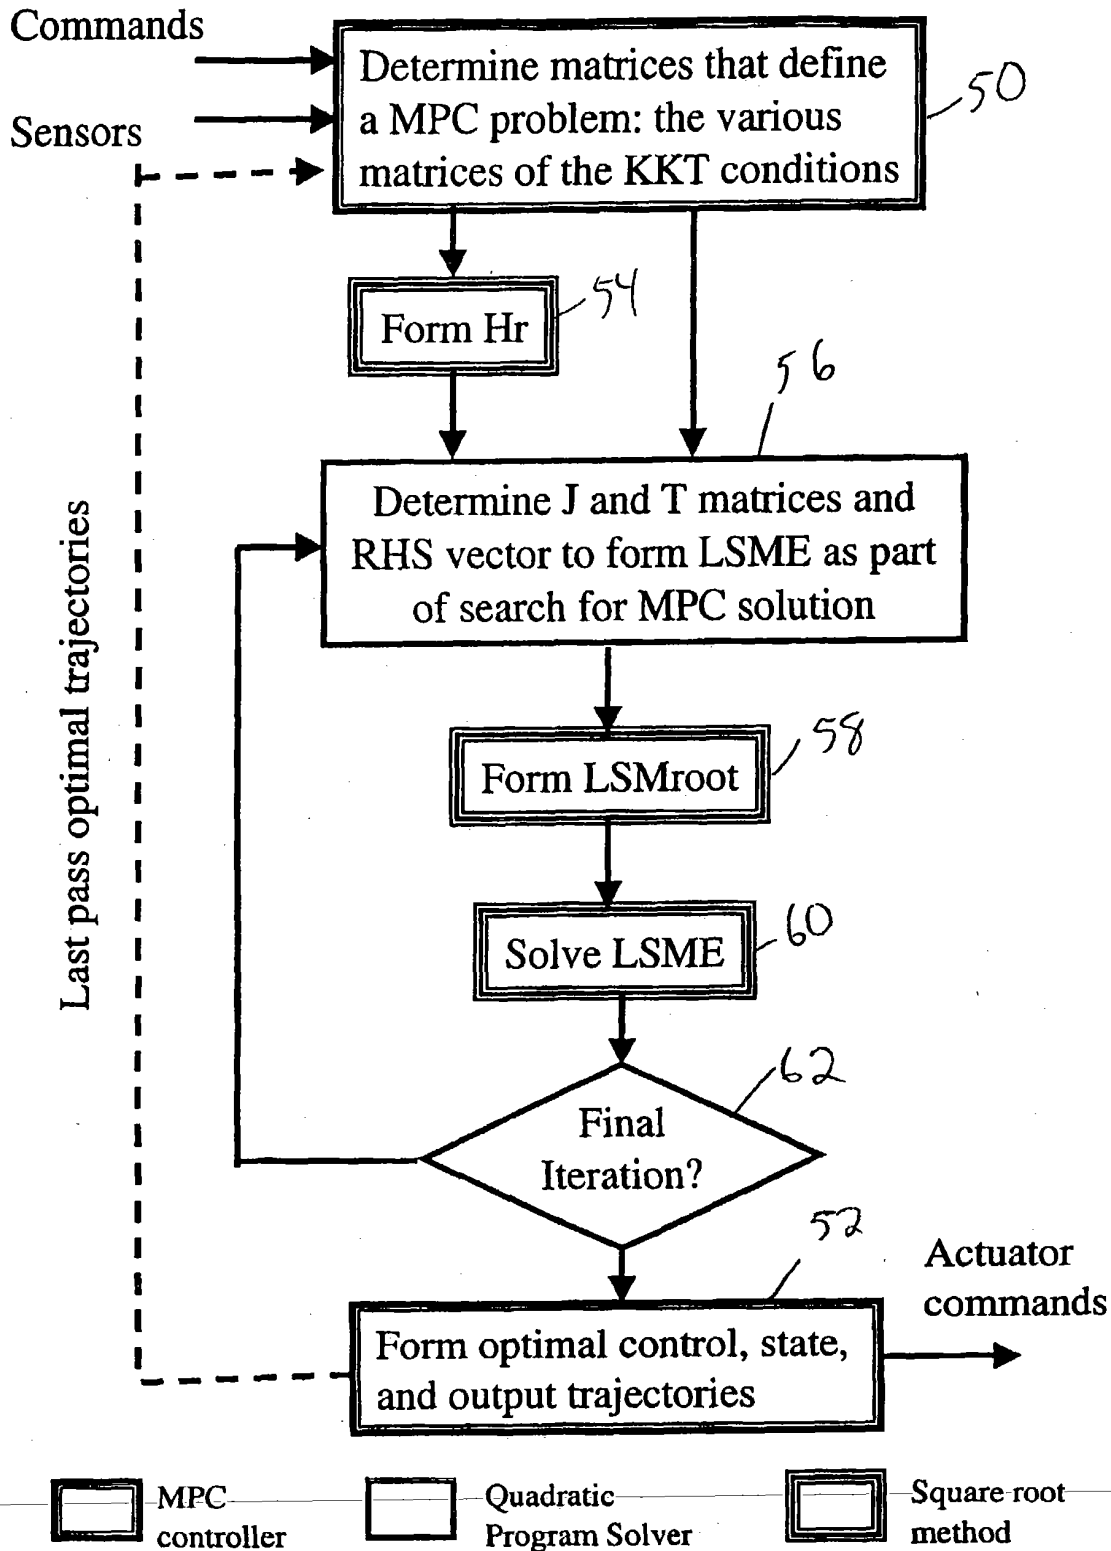 Commands
Sensors
Determine matrices that define
a MPC problem: the various
matrices of the KKT conditions
50
Form Hr
54
56
Determine J and T matrices and
RHS vector to form LSME as part
of search for MPC solution
Last pass optimal trajectories
Form LSMroot
58
Solve LSME
60
Final
Iteration?
62
52
Form optimal control, state,
and output trajectories
Actuator
commands
MPC
controller
Quadratic
Program Solver
Square root
method